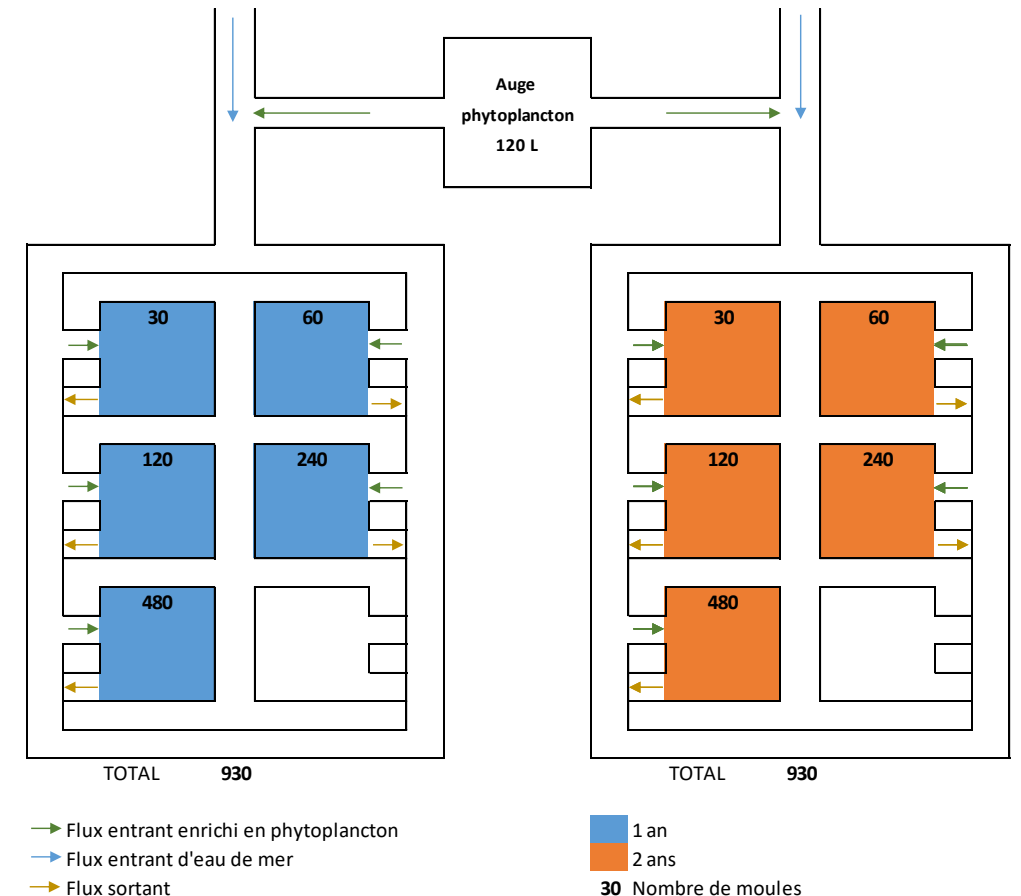 Auge
phytoplancton
120 L
30
60
30
60
120
240
120
240
480
480
TOTAL 930
TOTAL 930
Flux entrant enrichi en phytoplancton
Flux entrant d'eau de mer
Flux sortant
1 an
2 ans
30 Nombre de moules